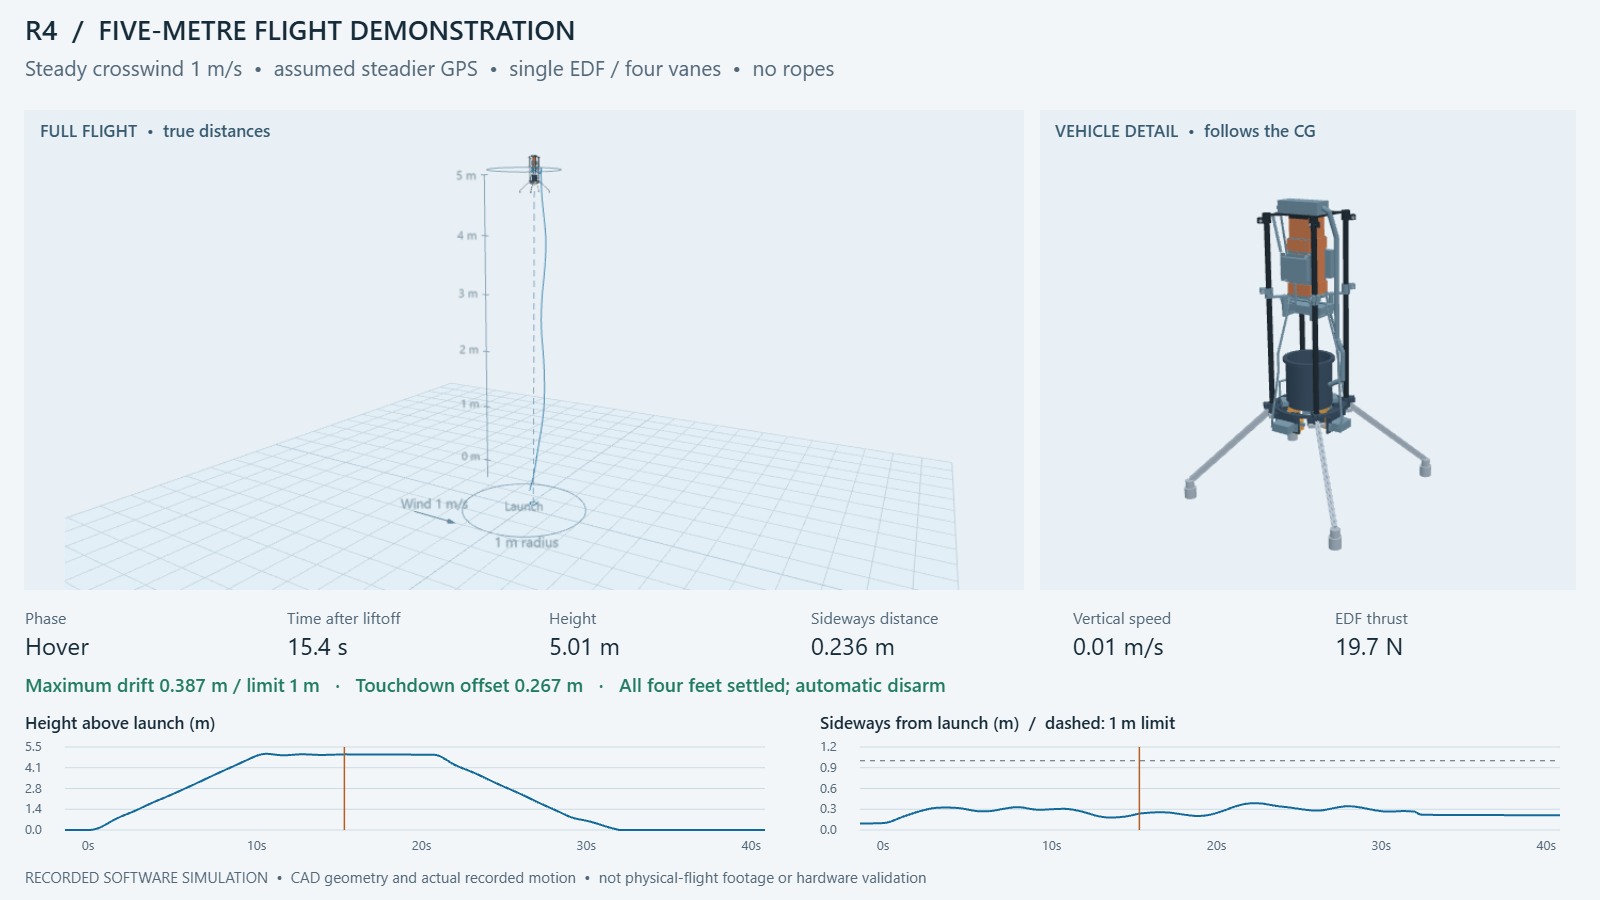 R4 / FIVE-METRE FLIGHT DEMONSTRATION
Steady crosswind 1 m/s • assumed steadier GPS • single EDF / four vanes • no ropes
FULL FLIGHT • true distances
5 m
4 m
3 m
2 m
1 m
0 m
Wind 1 m/s
Launch
1 m radius
VEHICLE DETAIL • follows the CG
Phase
Hover
Time after liftoff
15.4 s
Height
5.01 m
Sideways distance
0.236 m
Vertical speed
0.01 m/s
EDF thrust
19.7 N
Maximum drift 0.387 m / limit 1 m · Touchdown offset 0.267 m · All four feet settled; automatic disarm
Height above launch (m)
5.5
4.1
2.8
1.4
0.0
0s 10s 20s 30s 40s
Sideways from launch (m) / dashed: 1 m limit
1.2
0.9
0.6
0.3
0.0
0s 10s 20s 30s 40s
RECORDED SOFTWARE SIMULATION • CAD geometry and actual recorded motion • not physical-flight footage or hardware validation